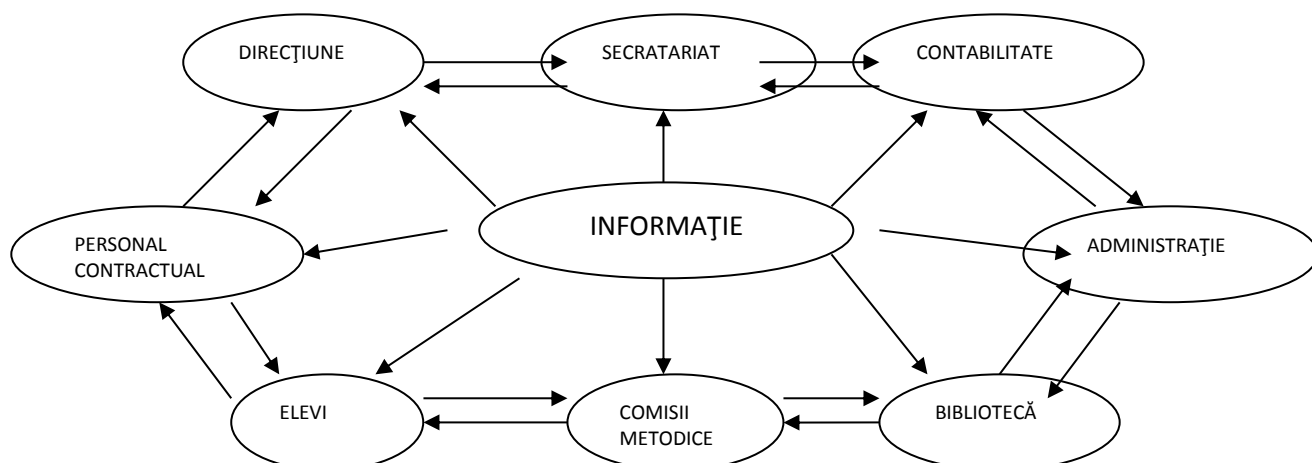 DIRECŢIUNE
SECRATARIAT
CONTABILITATE
INFORMAŢIE
PERSONAL
CONTRACTUAL
ADMINISTRAŢIE
ELEVI
COMISII
METODICE
BIBLIOTECĂ